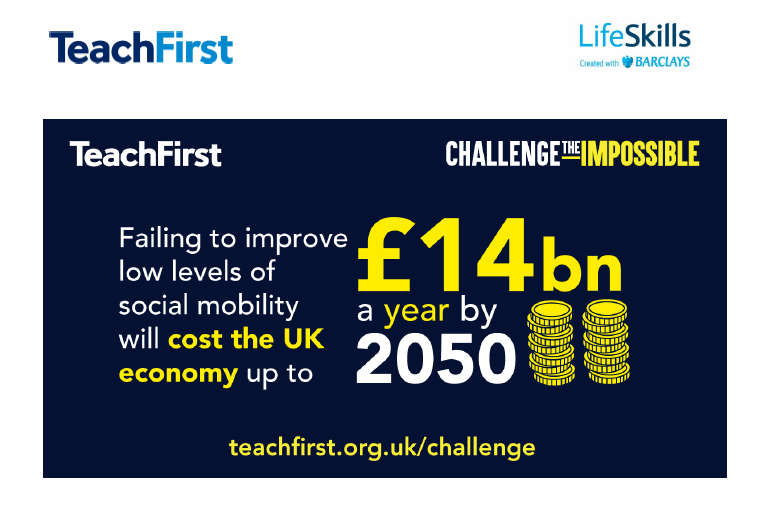 TeachFirst
LifeSkills
Created with BARCLAYS
TeachFirst
CHALLENGE THE IMPOSSIBLE
Failing to improve
low levels of
social mobility
will cost the UK
economy up to
£14bn
a year by
2050
teachfirst.org.uk/challenge